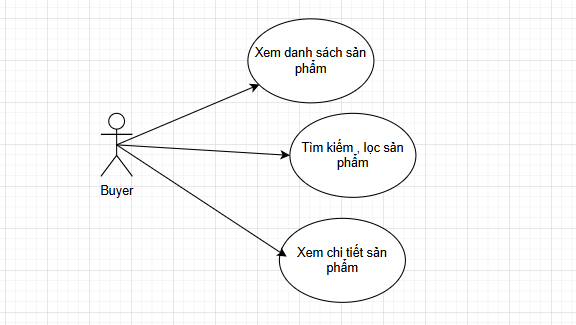 Xem danh sách sản
phẩm
Tìm kiếm , lọc sản
phẩm
Buyer
Xem chi tiết sản
phẩm